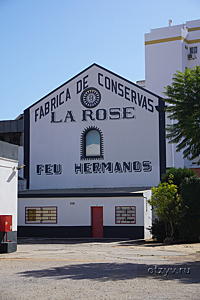 FABRICA DE CONSERVAS
LA ROSE
FEU HERMANOS
otzyv.ru